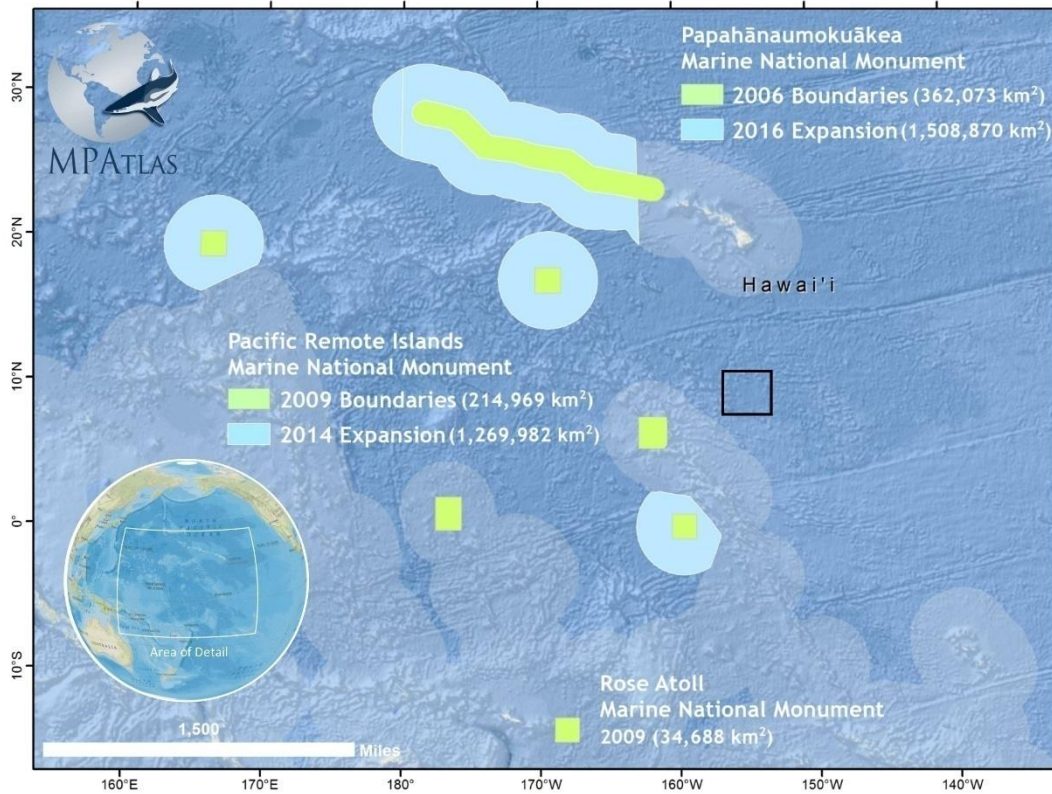 MPATLAS
Papahānaumokuākea
Marine National Monument
2006 Boundaries (362,073 km²)
2016 Expansion (1,508,870 km²)
Hawai'i
Pacific Remote Islands
Marine National Monument
2009 Boundaries (214,969 km²)
2014 Expansion (1,269,982 km²)
Area of Detail
Rose Atoll
Marine National Monument
2009 (34,688 km²)
1,500
Miles
30°N
20°N
10°N
0°
10°S
160°E
170°E
180°
170°W
160°W
150°W
140°W